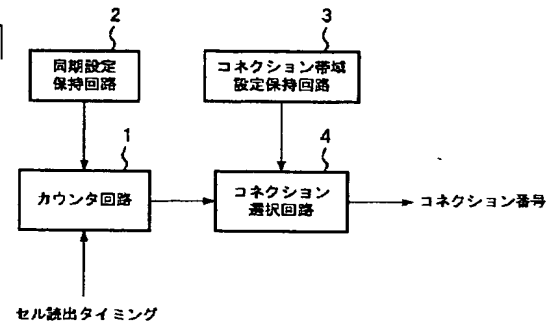 2
同期設定
保持回路
3
コネクション帯域
設定保持回路
1
カウンタ回路
4
コネクション
選択回路
コネクション番号
セル読出タイミング